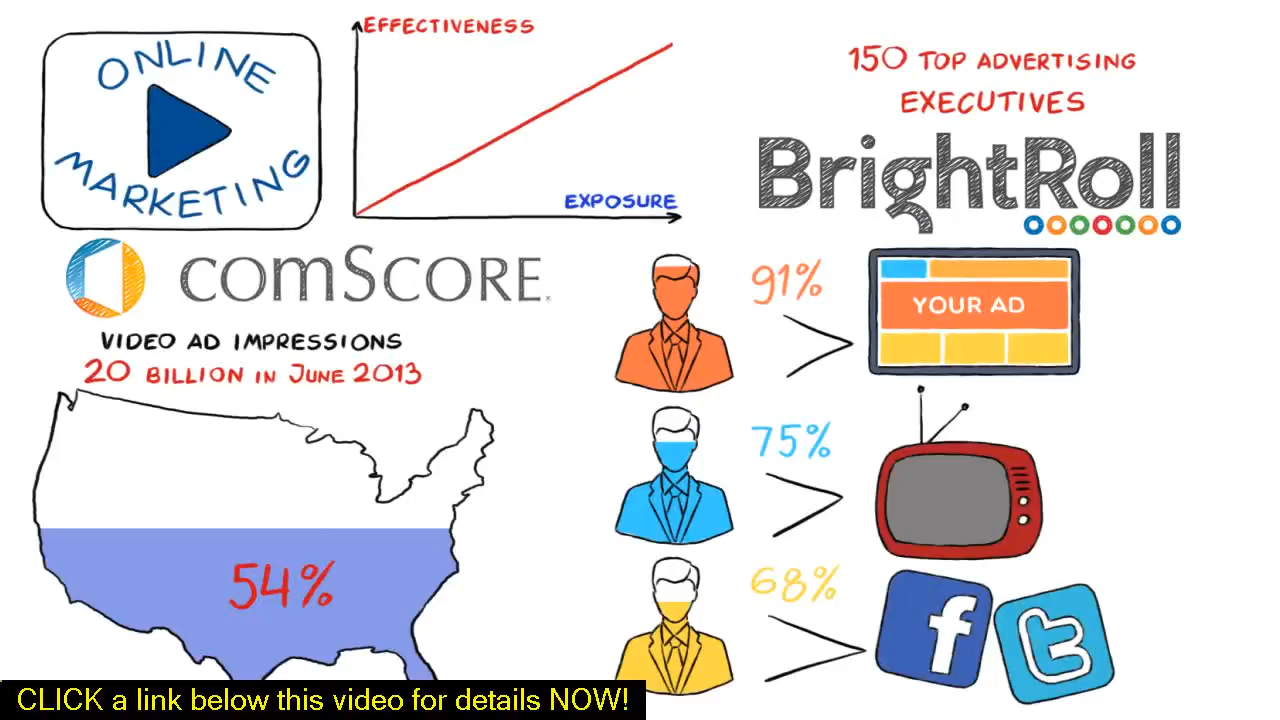 ONLINE
MARKETING
EFFECTIVENESS
EXPOSURE
150 TOP ADVERTISING
EXECUTIVES
BrightRoll
comScore
VIDEO AD IMPRESSIONS
20 BILLION IN JUNE 2013
54%
91%
YOUR AD
75%
68%
f
t
CLICK a link below this video for details NOW!